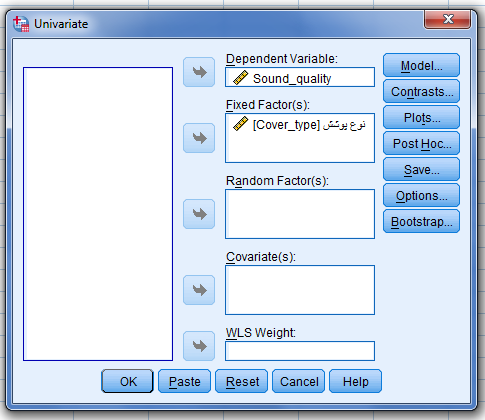 Univariate
Dependent Variable:
Sound_quality
Fixed Factor(s):
نوع پوشش [Cover_type]
Random Factor(s):
Covariate(s):
WLS Weight:
Model...
Contrasts...
Plots...
Post Hoc...
Save...
Options...
Bootstrap...
OK
Paste
Reset
Cancel
Help